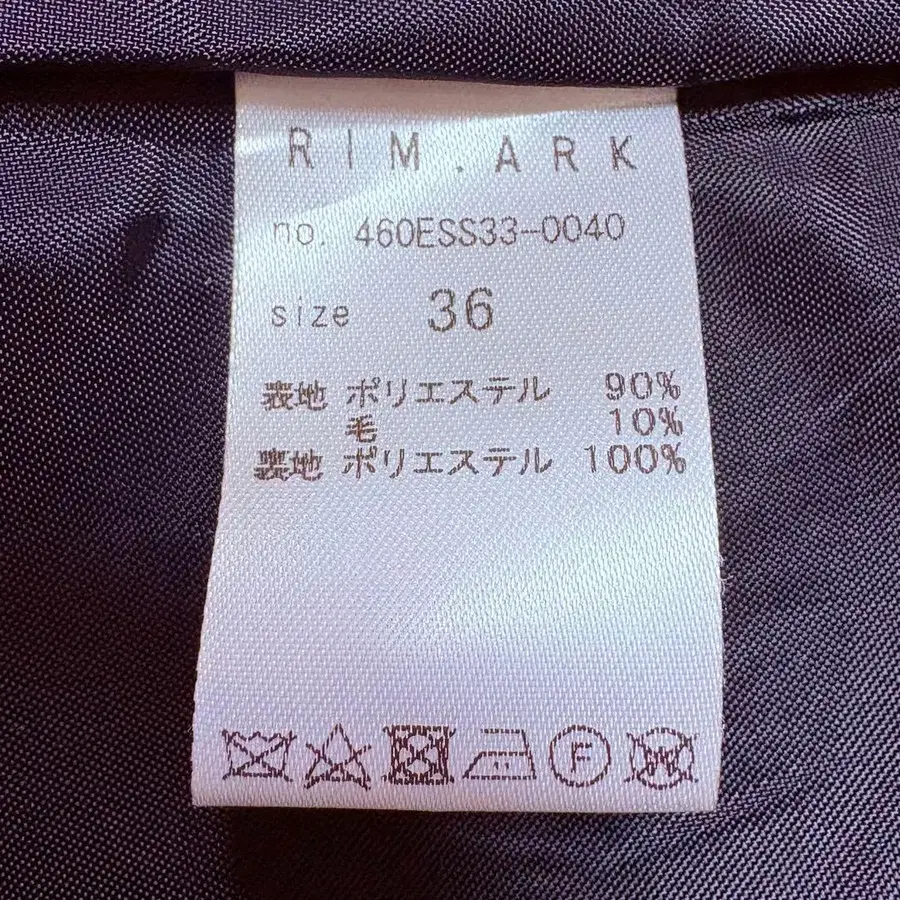 RIM.ARK
no. 460ESS33-0040
size 36
表地 ポリエステル 90%
毛 10%
裏地 ポリエステル 100%
F
W